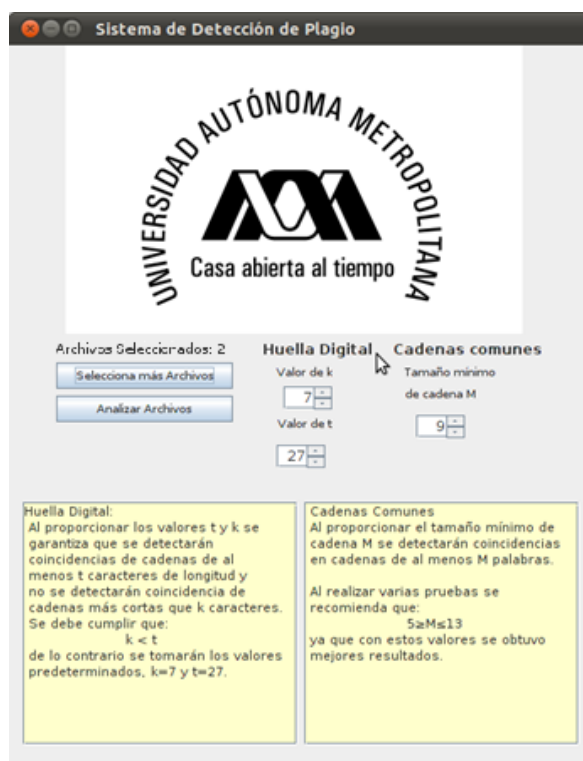 Sistema de Detección de Plagio
UNIVERSIDAD AUTÓNOMA METROPOLITANA
Casa abierta al tiempo
Archivos Seleccionados: 2
Selecciona más Archivos
Analizar Archivos
Huella Digital
Valor de k
7
Valor de t
27
Cadenas comunes
Tamaño mínimo
de cadena M
9
Huella Digital:
Al proporcionar los valores t y k se
garantiza que se detectarán
coincidencias de cadenas de al
menos t caracteres de longitud y
no se detectarán coincidencia de
cadenas más cortas que k caracteres.
Se debe cumplir que:
k < t
de lo contrario se tomarán los valores
predeterminados, k=7 y t=27.
Cadenas Comunes
Al proporcionar el tamaño mínimo de
cadena M se detectarán coincidencias
en cadenas de al menos M palabras.
Al realizar varias pruebas se
recomienda que:
5≥M≤13
ya que con estos valores se obtuvo
mejores resultados.